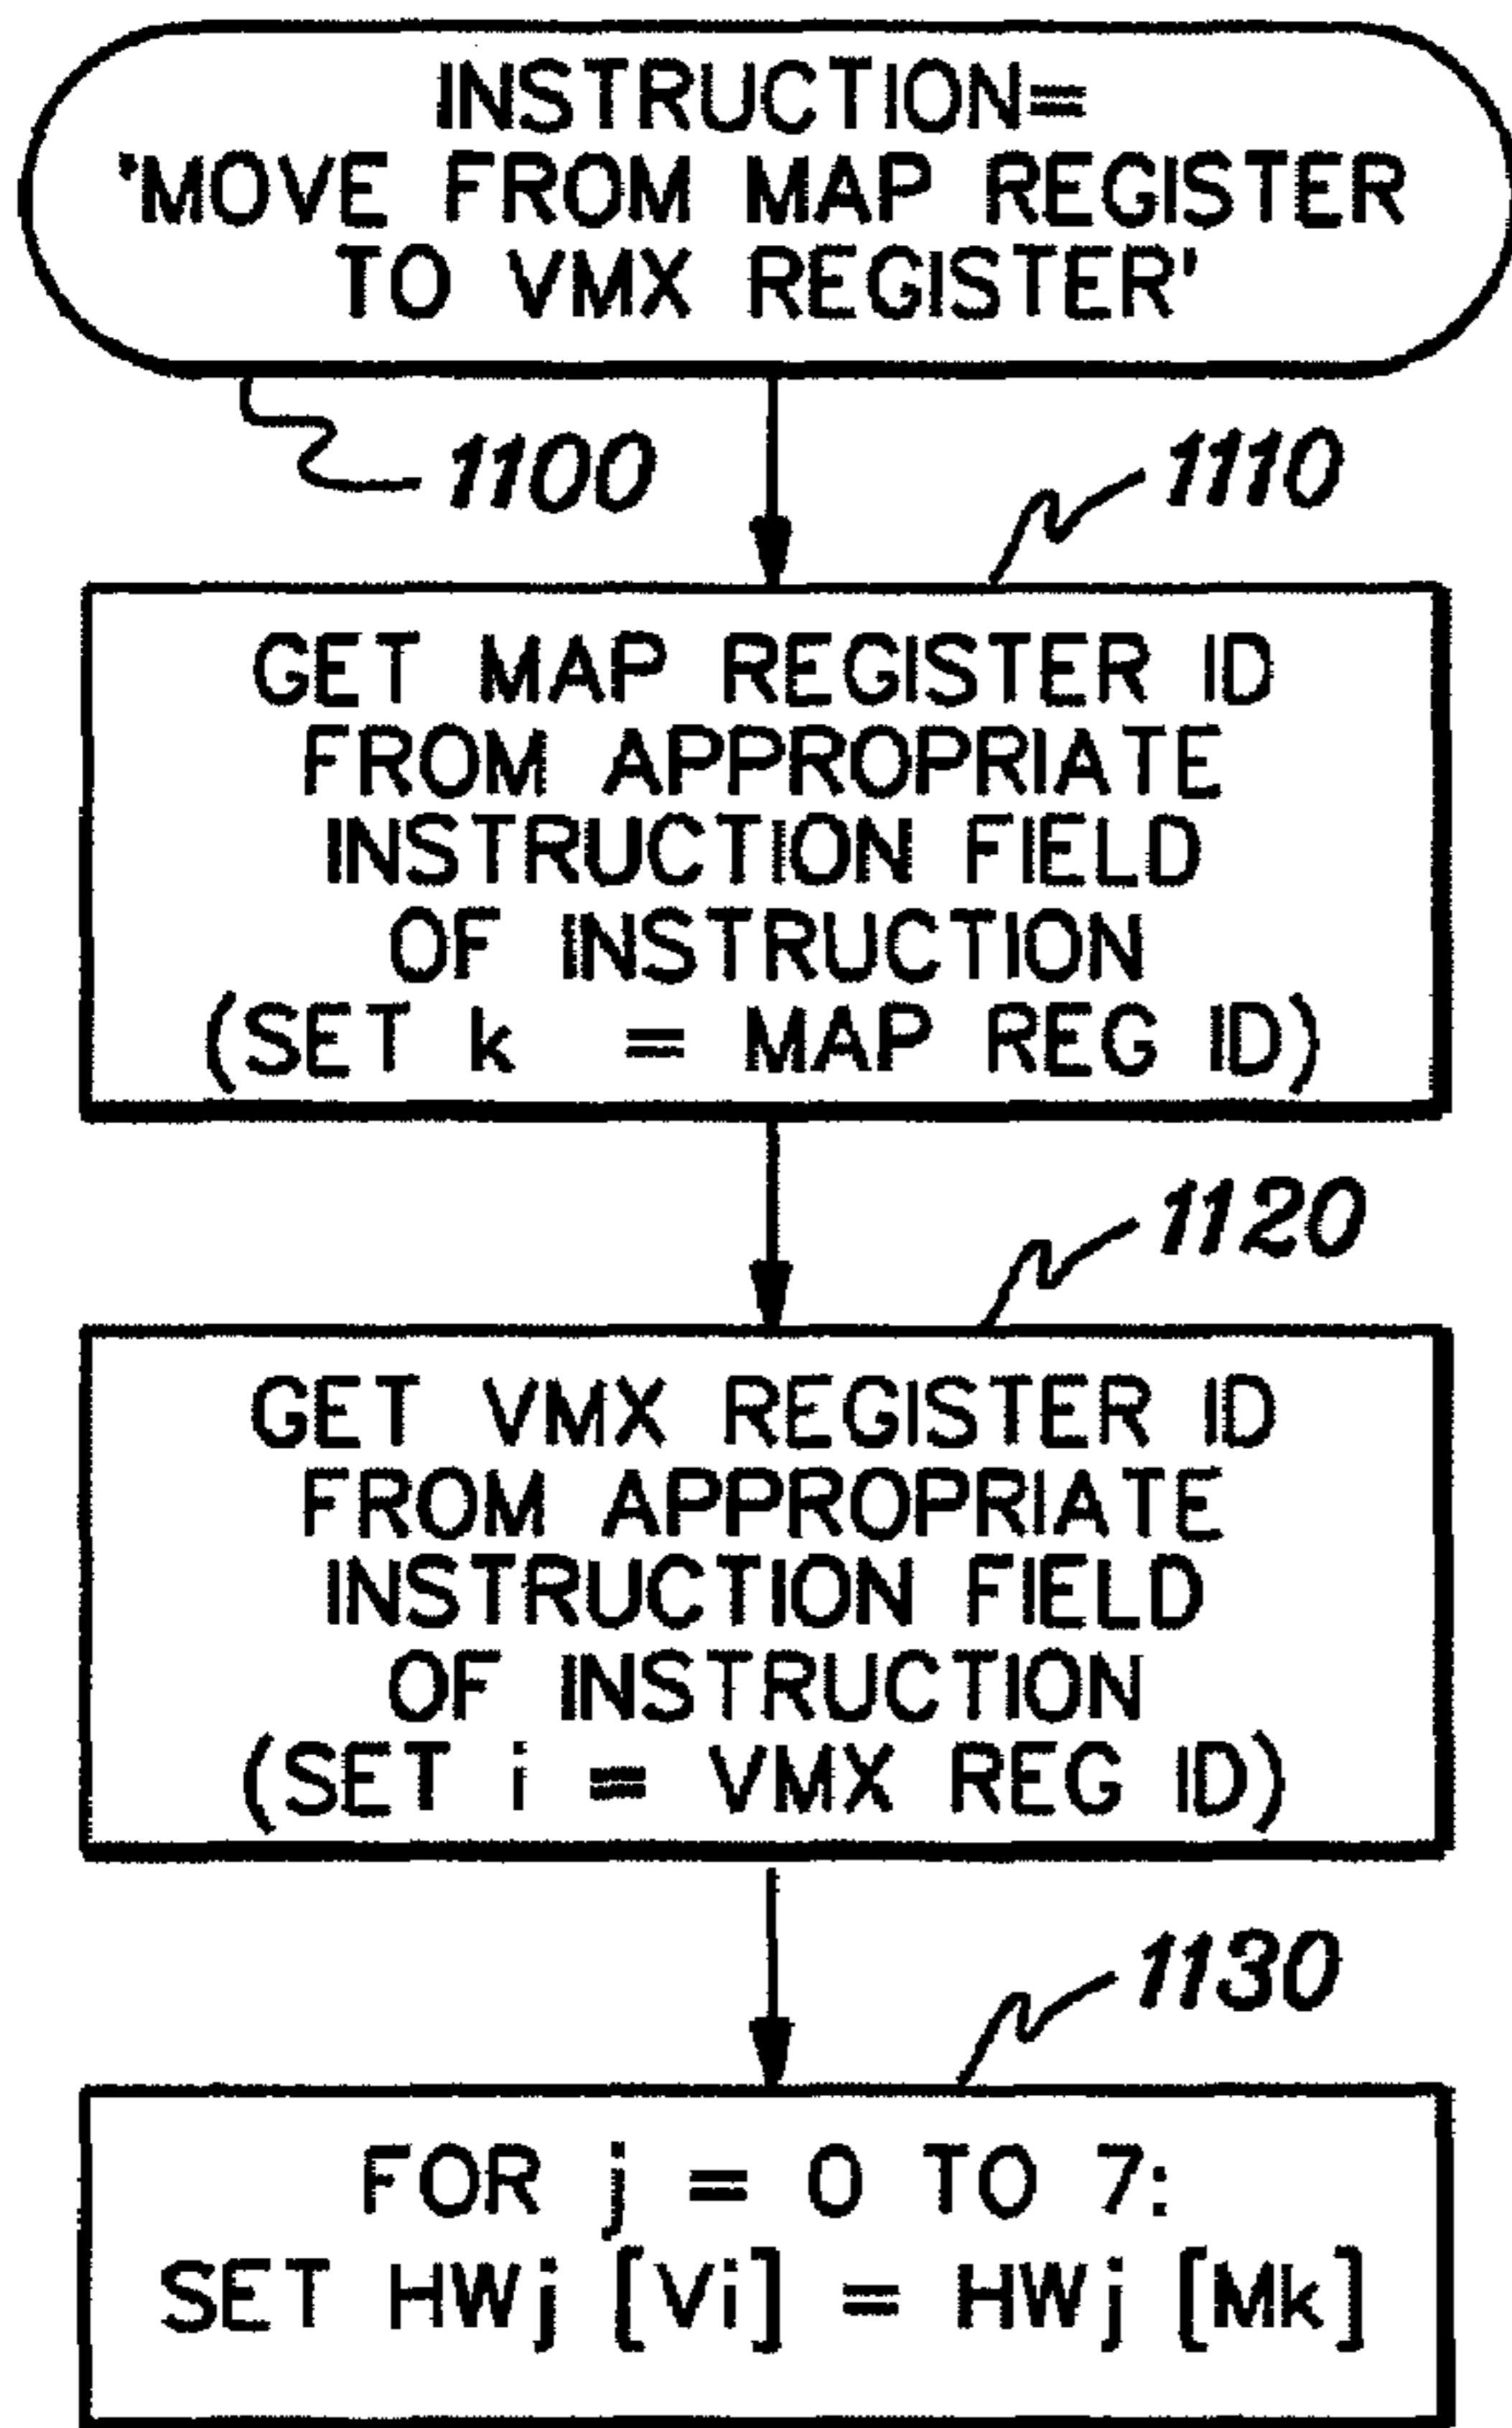 INSTRUCTION=
'MOVE FROM MAP REGISTER
TO VMX REGISTER'
1100
1110
GET MAP REGISTER ID
FROM APPROPRIATE
INSTRUCTION FIELD
OF INSTRUCTION
(SET k = MAP REG ID)
1120
GET VMX REGISTER ID
FROM APPROPRIATE
INSTRUCTION FIELD
OF INSTRUCTION
(SET i = VMX REG ID)
1130
FOR j = 0 TO 7:
SET HWj [Vi] = HWj [Mk]